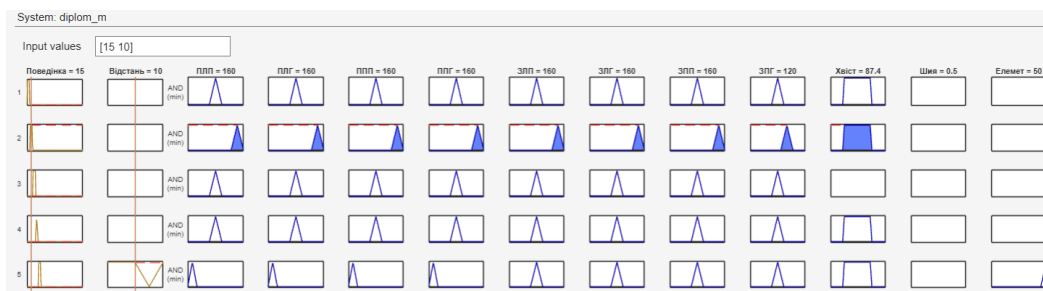 System: diplom_m
Input values [15 10]
Поведінка = 15 Відстань = 10 ПЛП = 160 ПЛГ = 160 ППП = 160 ППГ = 160 ЗЛП = 160 ЗЛГ = 160 ЗПП = 160 ЗПГ = 120 Хвіст = 87.4 Шия = 0.5 Елемет = 50
1 AND
(min)
2 AND
(min)
3 AND
(min)
4 AND
(min)
5 AND
(min)